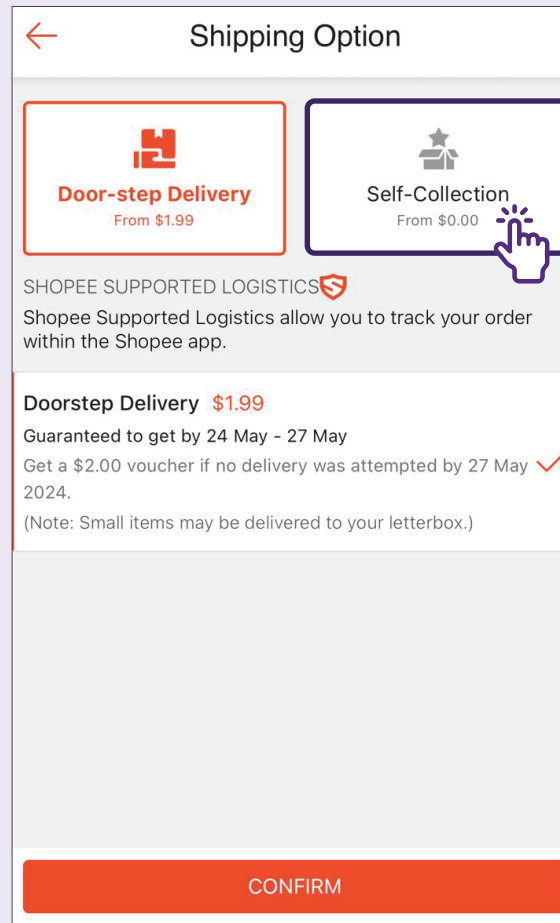 Shipping Option
Door-step Delivery
From $1.99
Self-Collection
From $0.00
SHOPEE SUPPORTED LOGISTICS
Shopee Supported Logistics allow you to track your order
within the Shopee app.
Doorstep Delivery $1.99
Guaranteed to get by 24 May - 27 May
Get a $2.00 voucher if no delivery was attempted by 27 May
2024.
(Note: Small items may be delivered to your letterbox.)
CONFIRM